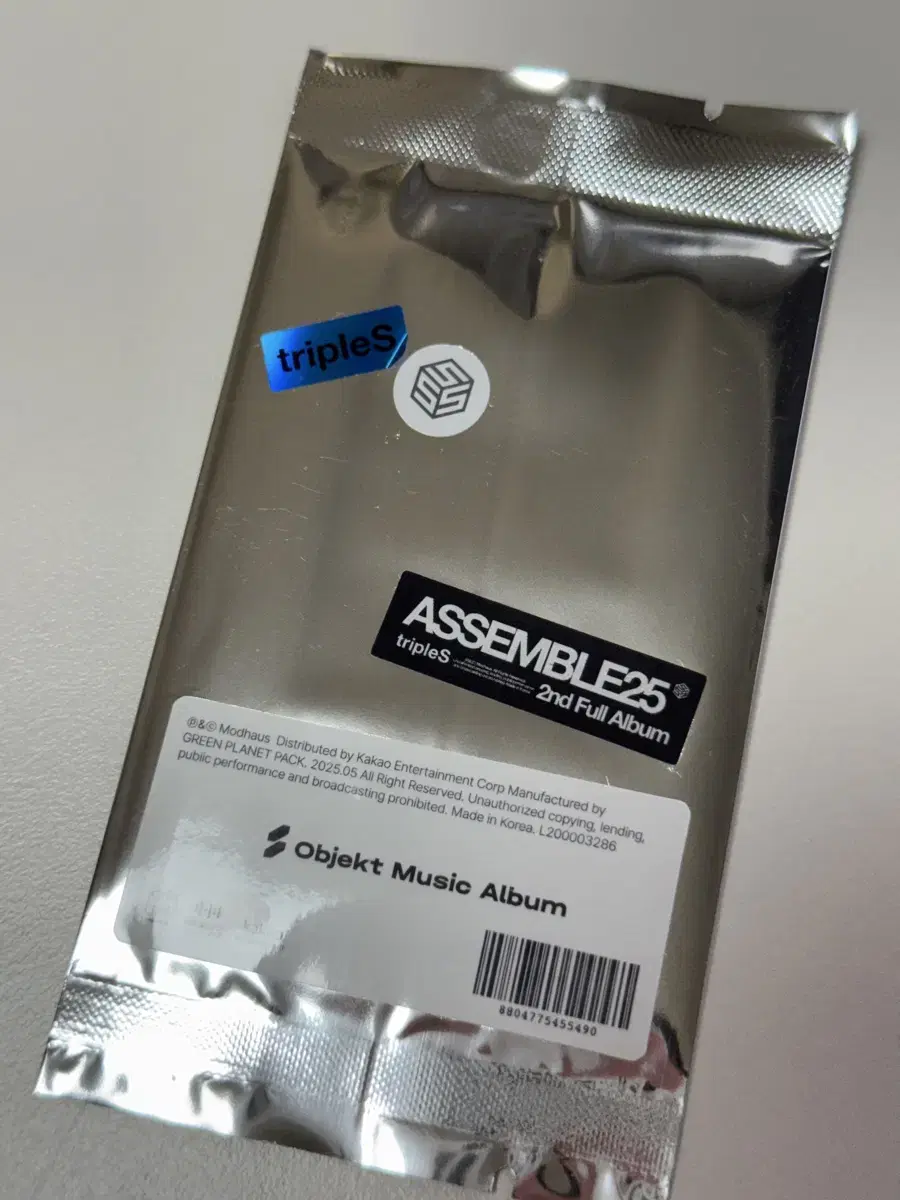 tripleS
ASSEMBLE25
tripleS
2nd Full Album
℗&© Modhaus Distributed by Kakao Entertainment Corp Manufactured by
GREEN PLANET PACK. 2025.05 All Right Reserved. Unauthorized copying, lending,
public performance and broadcasting prohibited. Made in Korea. L200003286
Objekt Music Album
8804775455490